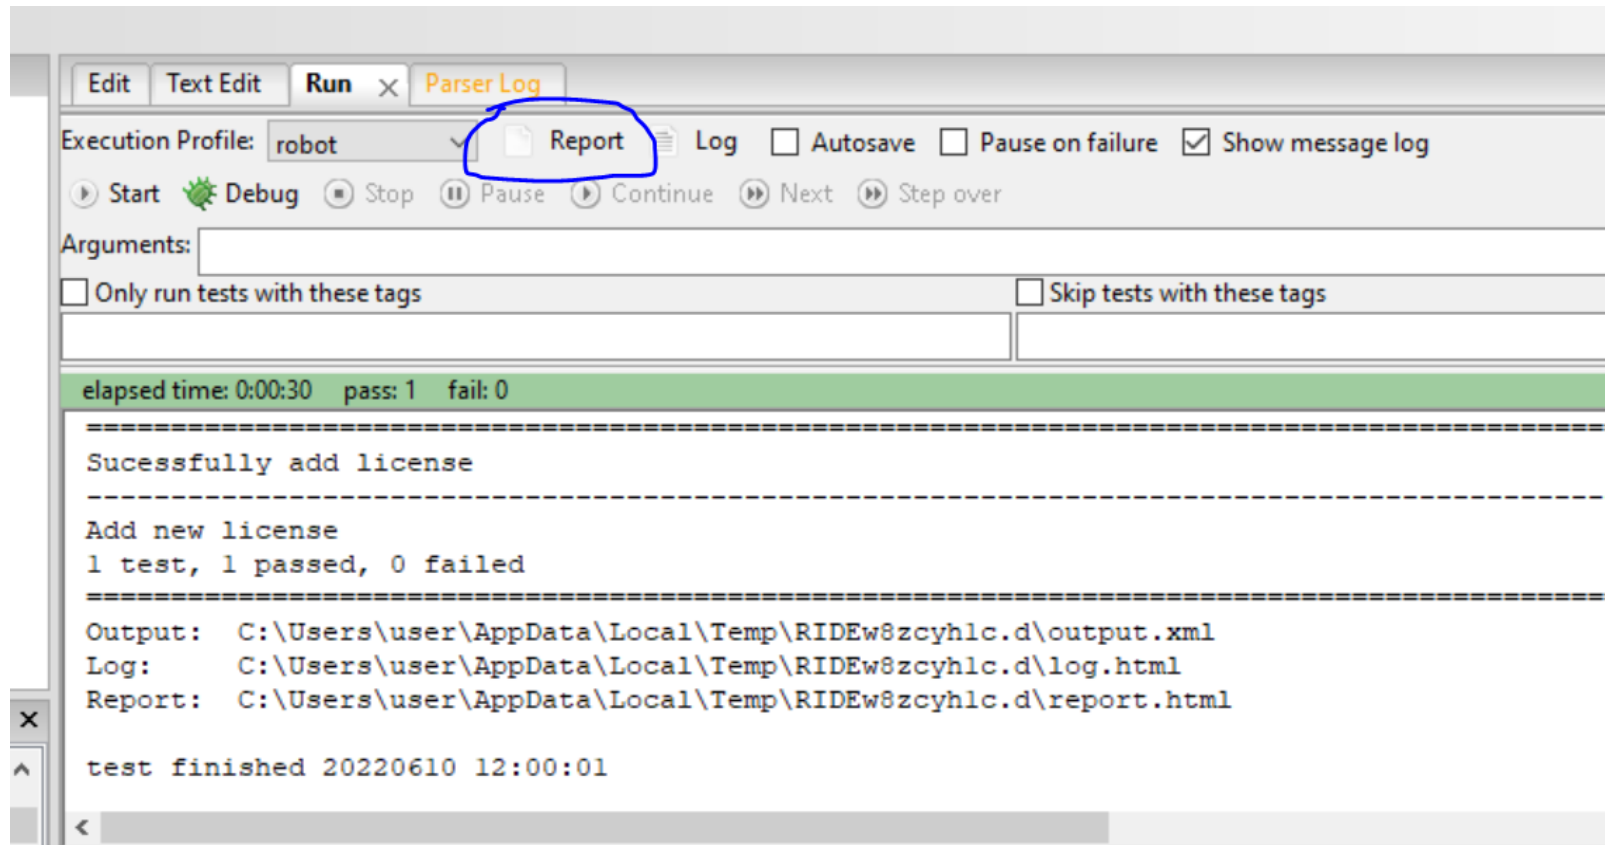 Edit Text Edit Run Parser Log
Execution Profile: robot Report Log Autosave Pause on failure Show message log
Start Debug Stop Pause Continue Next Step over
Arguments:
Only run tests with these tags Skip tests with these tags
elapsed time: 0:00:30 pass: 1 fail: 0
==========================================================================================
Sucessfully add license
------------------------------------------------------------------------------------------
Add new license
1 test, 1 passed, 0 failed
==========================================================================================
Output: C:\Users\user\AppData\Local\Temp\RIDEw8zcyh1c.d\output.xml
Log: C:\Users\user\AppData\Local\Temp\RIDEw8zcyh1c.d\log.html
Report: C:\Users\user\AppData\Local\Temp\RIDEw8zcyh1c.d\report.html
test finished 20220610 12:00:01